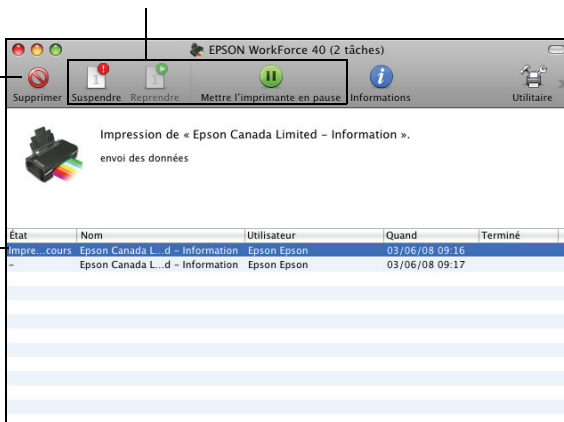 EPSON WorkForce 40 (2 tâches)
Supprimer Suspendre Reprendre Mettre l'imprimante en pause Informations Utilitaire
Impression de « Epson Canada Limited – Information ».
envoi des données
État Nom Utilisateur Quand Terminé
Impre...cours Epson Canada L...d – Information Epson Epson 03/06/08 09:16
– Epson Canada L...d – Information Epson Epson 03/06/08 09:17